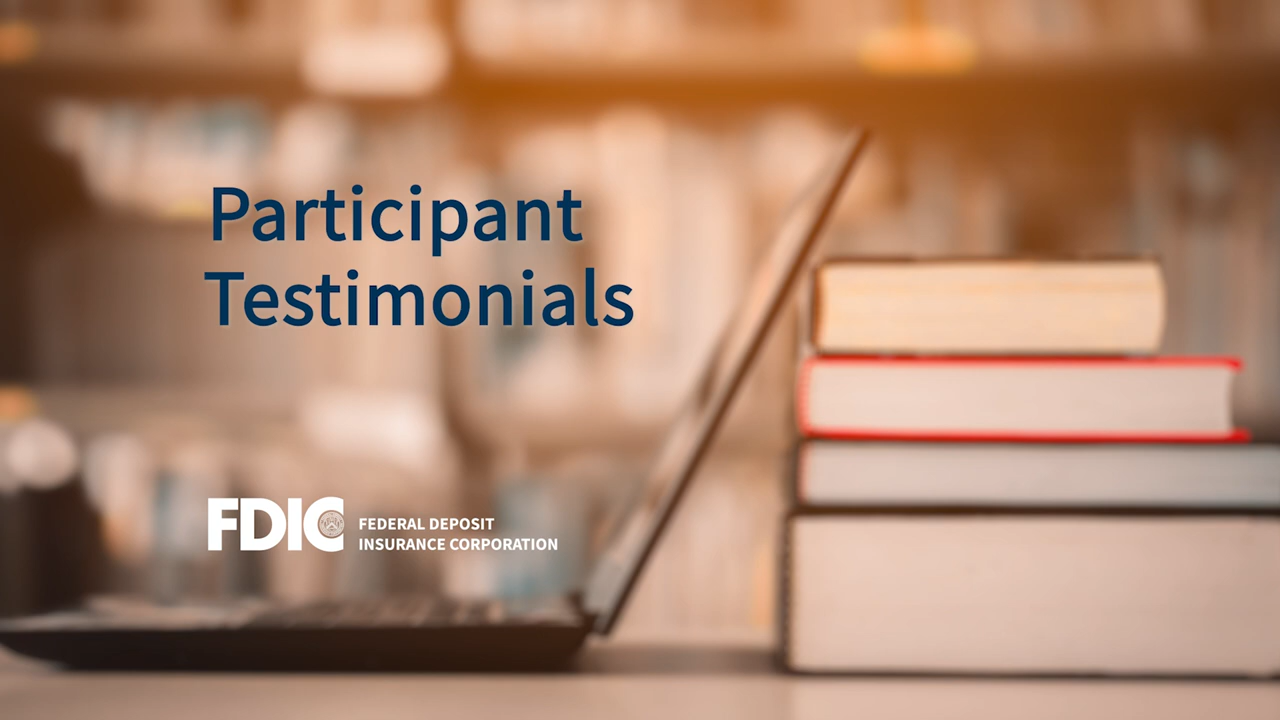 Participant
Testimonials
FDIC
FEDERAL DEPOSIT
INSURANCE CORPORATION